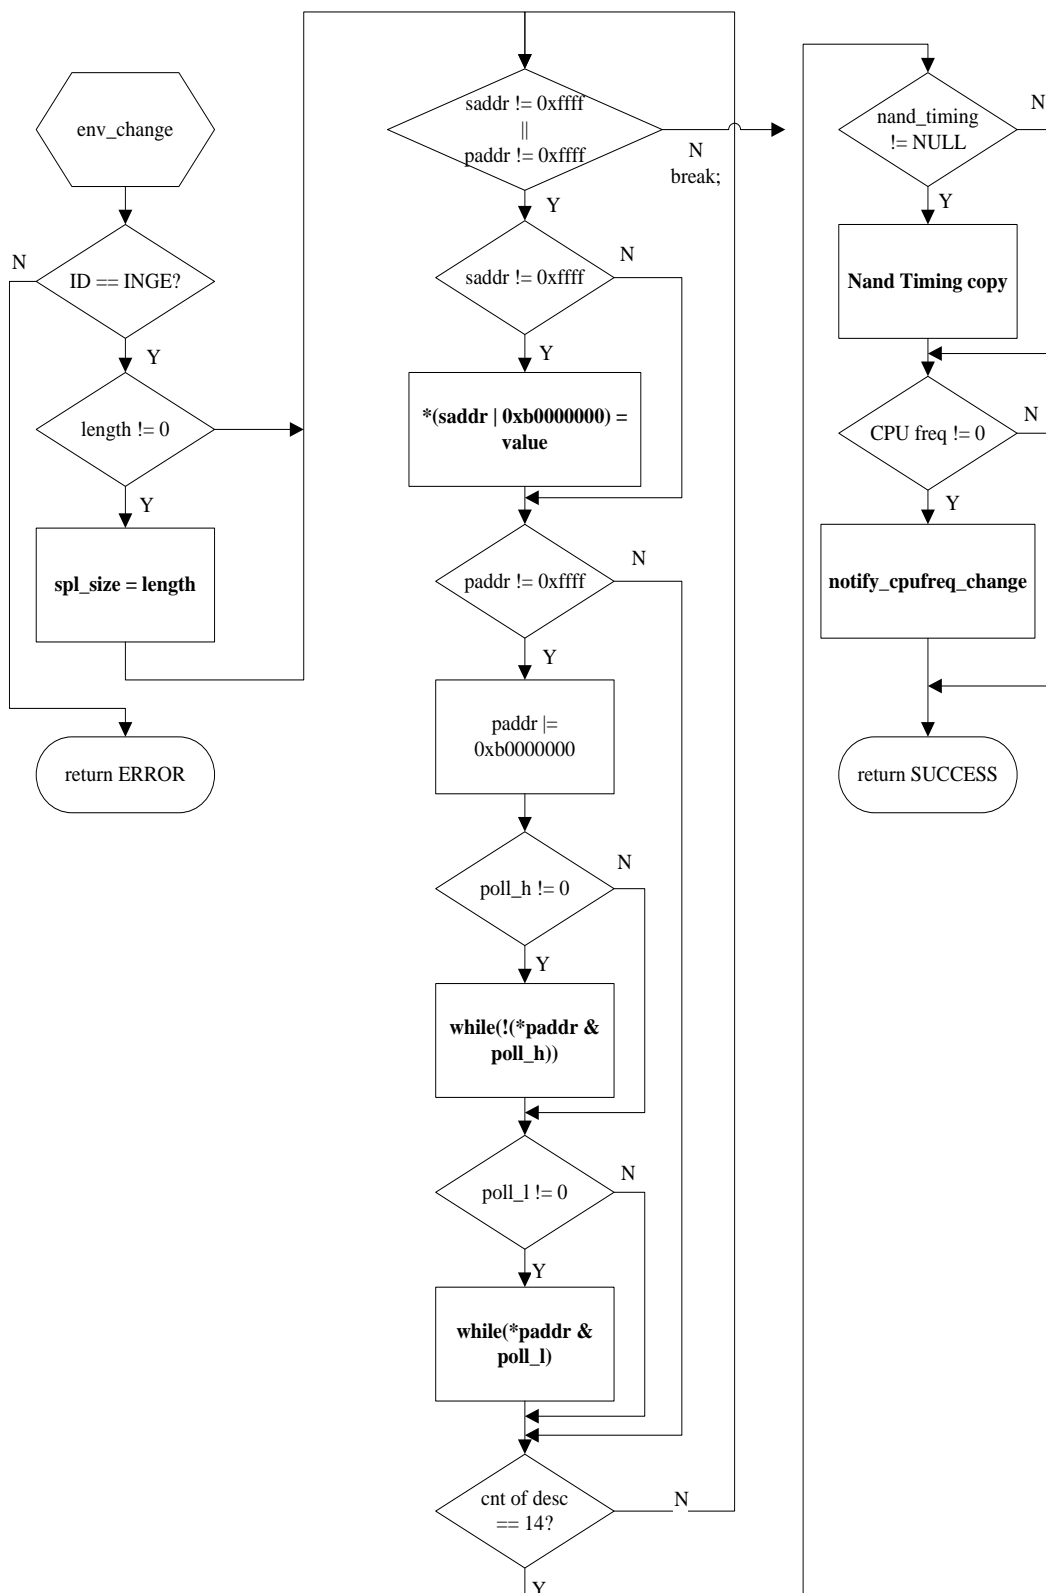 env_change
N
ID == INGE?
Y
length != 0
Y
spl_size = length
return ERROR
saddr != 0xffff
||
paddr != 0xffff
N
break;
Y
saddr != 0xffff
N
Y
*(saddr | 0xb0000000) =
value
paddr != 0xffff
N
Y
paddr |=
0xb0000000
poll_h != 0
N
Y
while(!(*paddr &
poll_h))
poll_l != 0
N
Y
while(*paddr &
poll_l)
cnt of desc
== 14?
N
Y
nand_timing
!= NULL
N
Y
Nand Timing copy
CPU freq != 0
N
Y
notify_cpufreq_change
return SUCCESS